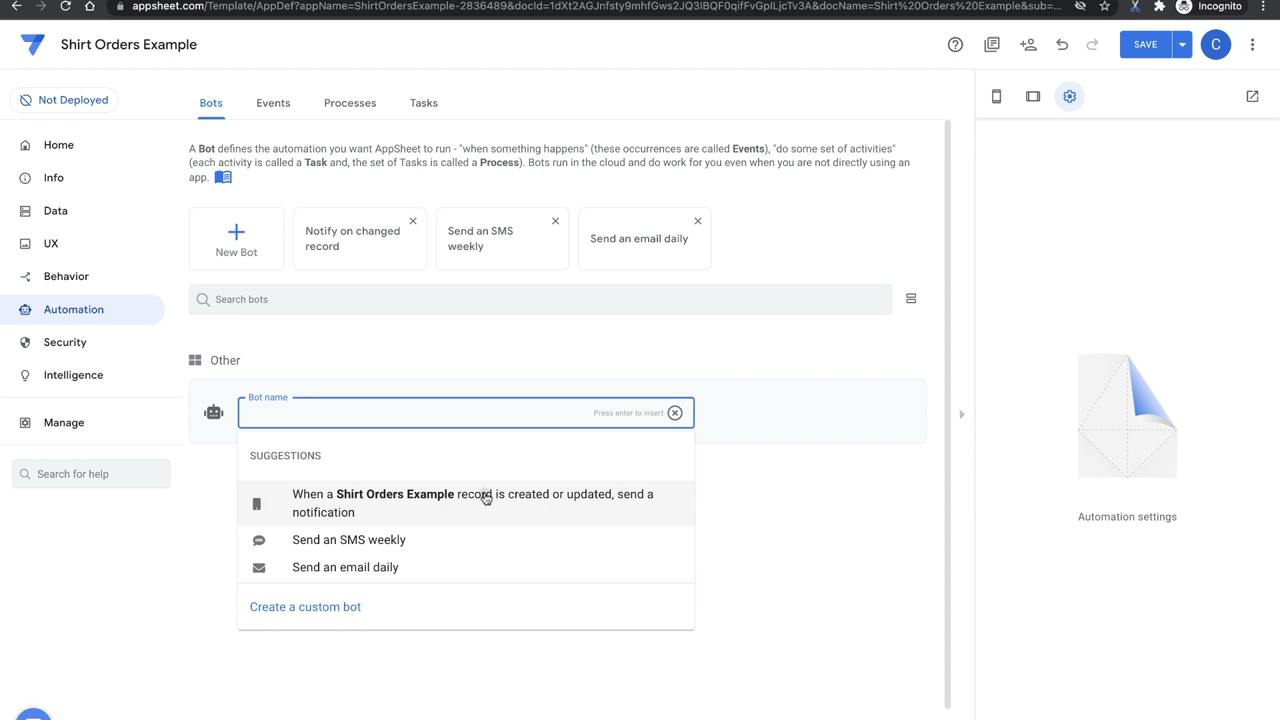 appsheet.com/Template/AppDef?appName=ShirtOrdersExample-2836489&docId=1dXt2AGJnfsty9mhfGws2JQ3IBQF0qifFvGpILjcTv3A&docName=Shirt%20Orders%20Example&sub=...
Incognito
Shirt Orders Example
SAVE
C
Not Deployed
Bots
Events
Processes
Tasks
Home
Info
Data
UX
Behavior
Automation
Security
Intelligence
Manage
Search for help
A Bot defines the automation you want AppSheet to run - "when something happens" (these occurrences are called Events), "do some set of activities"
(each activity is called a Task and, the set of Tasks is called a Process). Bots run in the cloud and do work for you even when you are not directly using an
app.
New Bot
Notify on changed
record
Send an SMS
weekly
Send an email daily
Search bots
Other
Bot name
Press enter to insert
SUGGESTIONS
When a Shirt Orders Example record is created or updated, send a
notification
Send an SMS weekly
Send an email daily
Create a custom bot
Automation settings